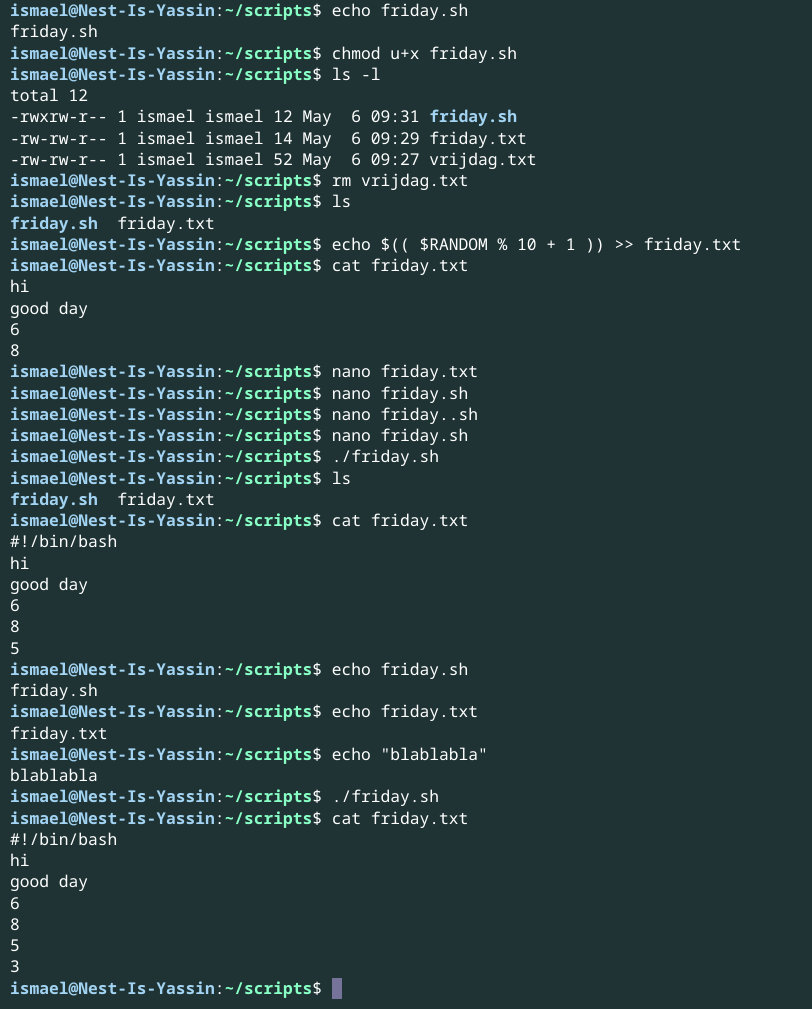 ismael@Nest-Is-Yassin:~/scripts$ echo friday.sh
friday.sh
ismael@Nest-Is-Yassin:~/scripts$ chmod u+x friday.sh
ismael@Nest-Is-Yassin:~/scripts$ ls -l
total 12
-rwxrw-r-- 1 ismael ismael 12 May  6 09:31 friday.sh
-rw-rw-r-- 1 ismael ismael 14 May  6 09:29 friday.txt
-rw-rw-r-- 1 ismael ismael 52 May  6 09:27 vrijdag.txt
ismael@Nest-Is-Yassin:~/scripts$ rm vrijdag.txt
ismael@Nest-Is-Yassin:~/scripts$ ls
friday.sh  friday.txt
ismael@Nest-Is-Yassin:~/scripts$ echo $(( $RANDOM % 10 + 1 )) >> friday.txt
ismael@Nest-Is-Yassin:~/scripts$ cat friday.txt
hi
good day
6
8
ismael@Nest-Is-Yassin:~/scripts$ nano friday.txt
ismael@Nest-Is-Yassin:~/scripts$ nano friday.sh
ismael@Nest-Is-Yassin:~/scripts$ nano friday..sh
ismael@Nest-Is-Yassin:~/scripts$ nano friday.sh
ismael@Nest-Is-Yassin:~/scripts$ ./friday.sh
ismael@Nest-Is-Yassin:~/scripts$ ls
friday.sh  friday.txt
ismael@Nest-Is-Yassin:~/scripts$ cat friday.txt
#!/bin/bash
hi
good day
6
8
5
ismael@Nest-Is-Yassin:~/scripts$ echo friday.sh
friday.sh
ismael@Nest-Is-Yassin:~/scripts$ echo friday.txt
friday.txt
ismael@Nest-Is-Yassin:~/scripts$ echo "blablabla"
blablabla
ismael@Nest-Is-Yassin:~/scripts$ ./friday.sh
ismael@Nest-Is-Yassin:~/scripts$ cat friday.txt
#!/bin/bash
hi
good day
6
8
5
3
ismael@Nest-Is-Yassin:~/scripts$